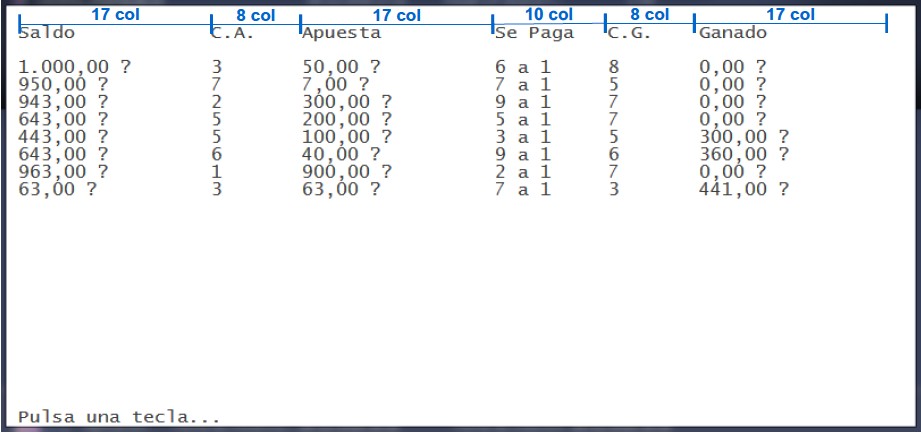 17 col 8 col 17 col 10 col 8 col 17 col
Saldo C.A. Apuesta Se Paga C.G. Ganado
1.000,00 ? 3 50,00 ? 6 a 1 8 0,00 ?
950,00 ? 7 7,00 ? 7 a 1 5 0,00 ?
943,00 ? 2 300,00 ? 9 a 1 7 0,00 ?
643,00 ? 5 200,00 ? 5 a 1 7 0,00 ?
443,00 ? 5 100,00 ? 3 a 1 5 300,00 ?
643,00 ? 6 40,00 ? 9 a 1 6 360,00 ?
963,00 ? 1 900,00 ? 2 a 1 7 0,00 ?
63,00 ? 3 63,00 ? 7 a 1 3 441,00 ?
Pulsa una tecla...